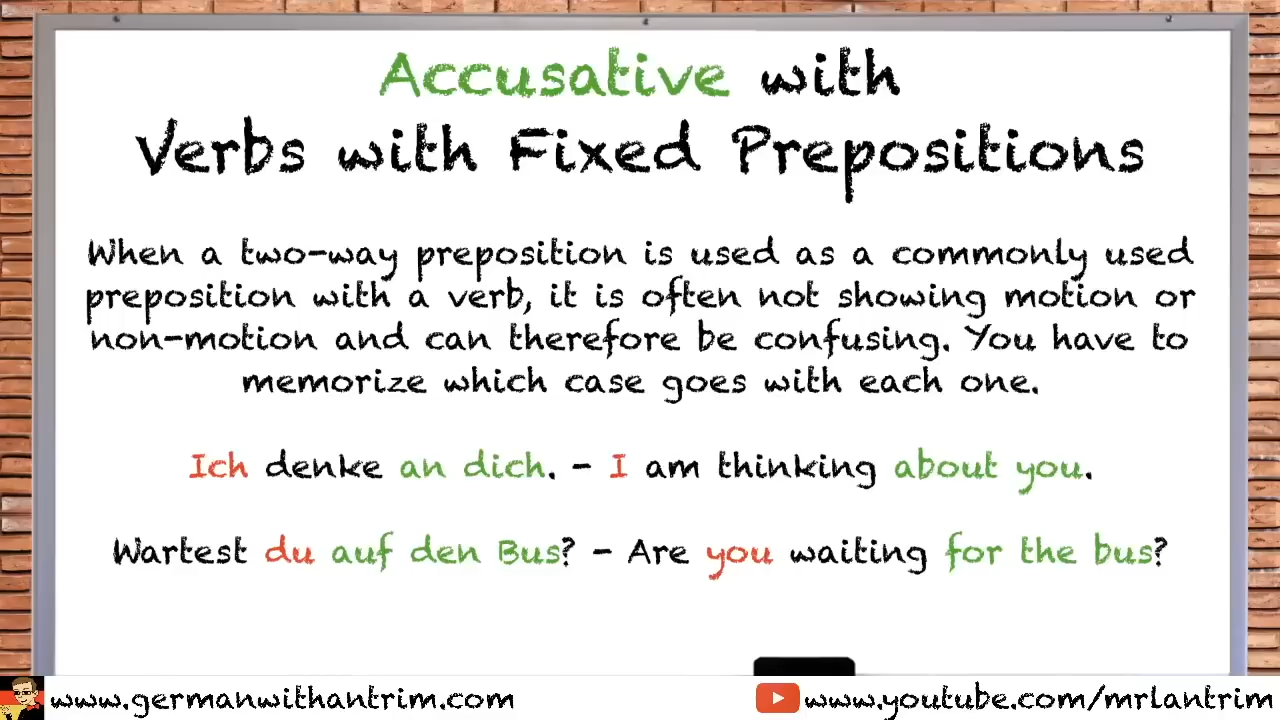 Accusative with
Verbs with Fixed Prepositions
When a two-way preposition is used as a commonly used
preposition with a verb, it is often not showing motion or
non-motion and can therefore be confusing. You have to
memorize which case goes with each one.
Ich denke an dich. - I am thinking about you.
Wartest du auf den Bus? - Are you waiting for the bus?
www.germanwithantrim.com
www.youtube.com/mrlantrim